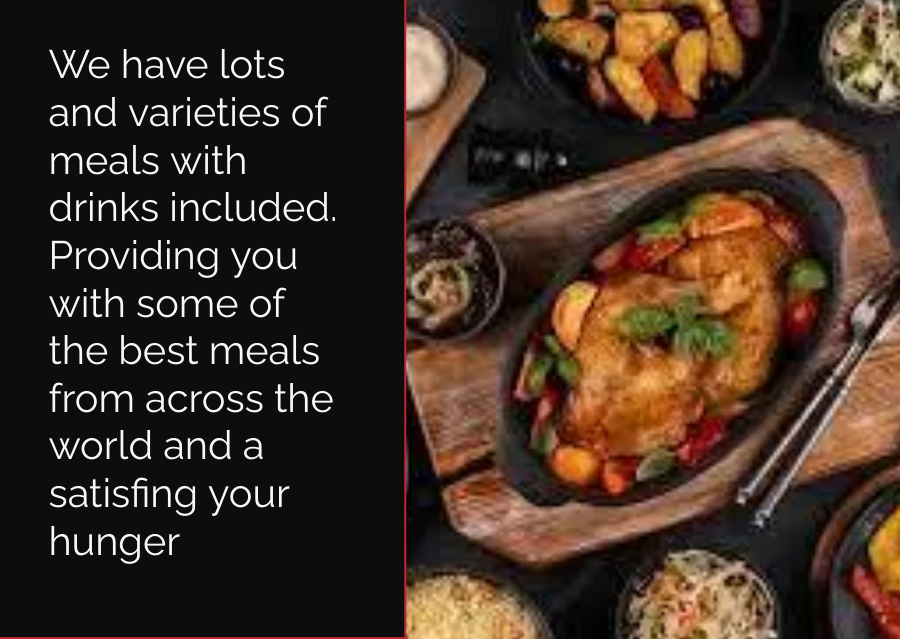 We have lots
and varieties of
meals with
drinks included.
Providing you
with some of
the best meals
from across the
world and a
satisfing your
hunger